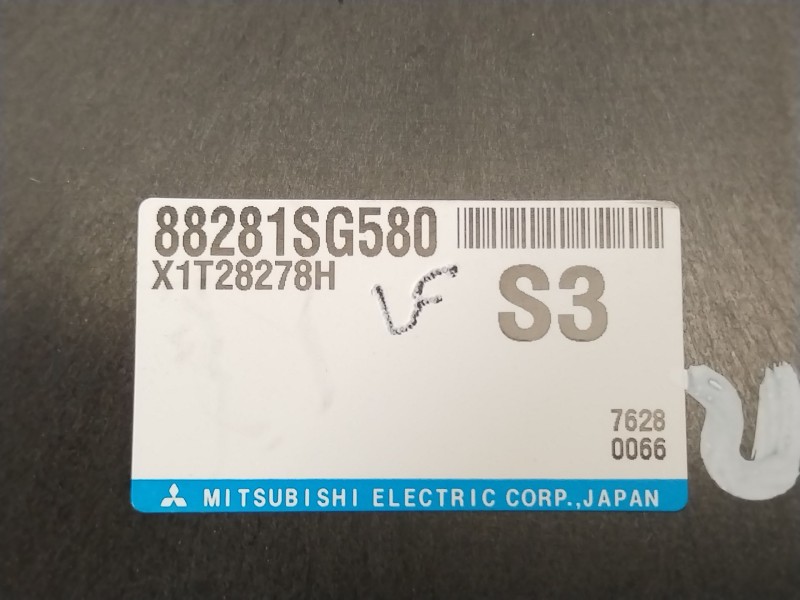 88281SG580
X1T28278H
LF
S3
7628
0066
MITSUBISHI ELECTRIC CORP.,JAPAN